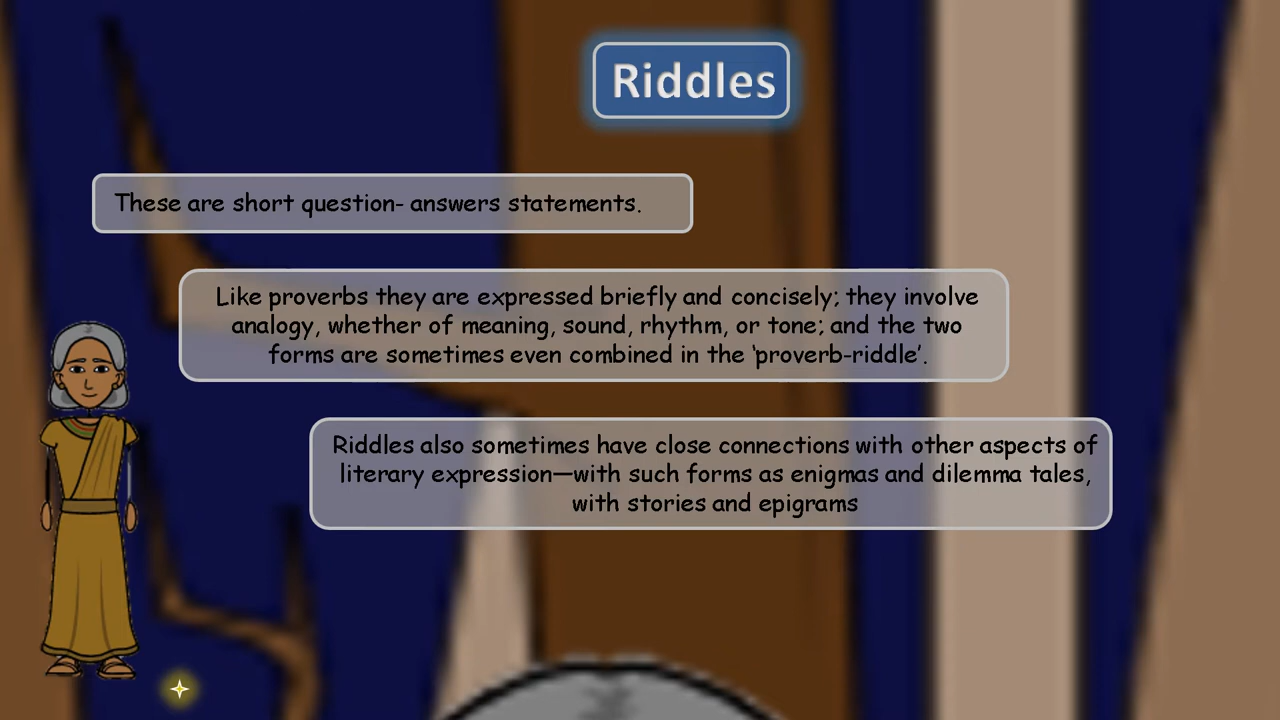 Riddles
These are short question- answers statements.
Like proverbs they are expressed briefly and concisely; they involve
analogy, whether of meaning, sound, rhythm, or tone; and the two
forms are sometimes even combined in the ‘proverb-riddle’.
Riddles also sometimes have close connections with other aspects of
literary expression—with such forms as enigmas and dilemma tales,
with stories and epigrams